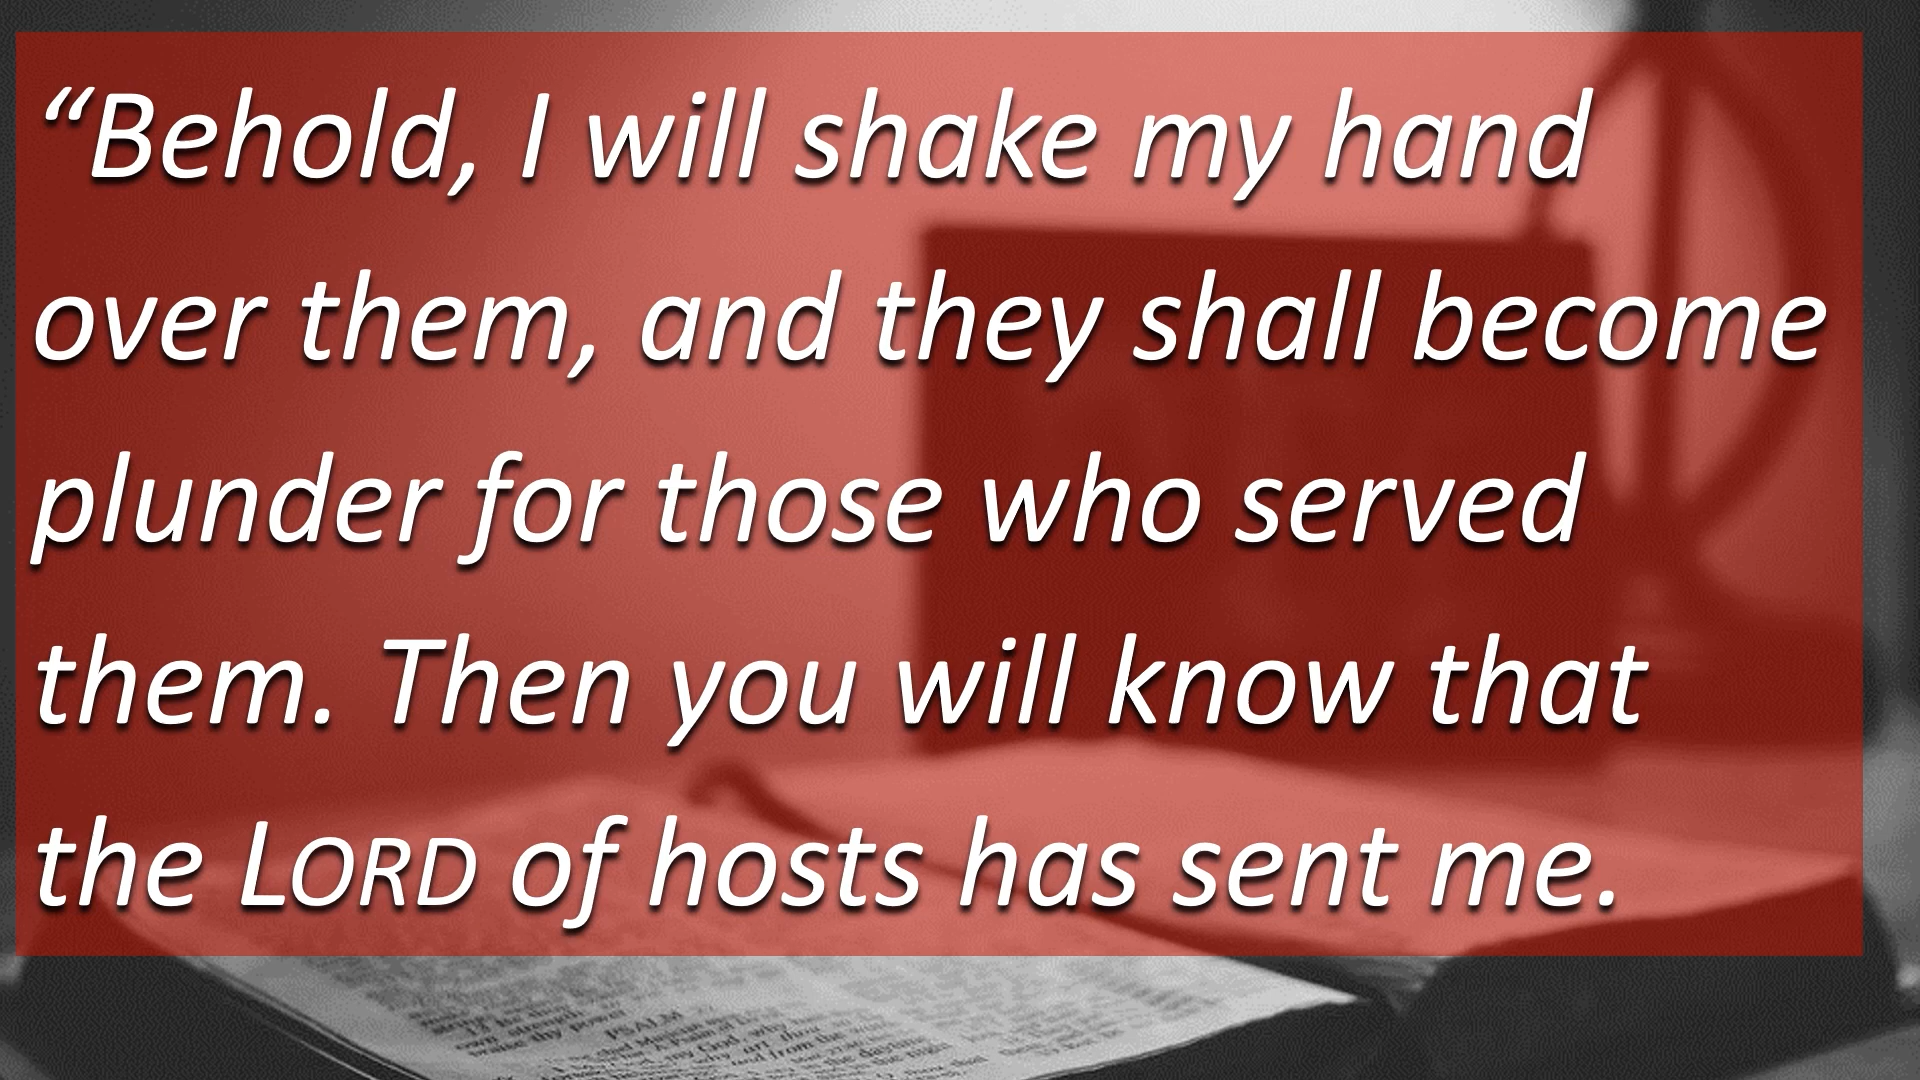 “Behold, I will shake my hand
over them, and they shall become
plunder for those who served
them. Then you will know that
the LORD of hosts has sent me.
PSALM